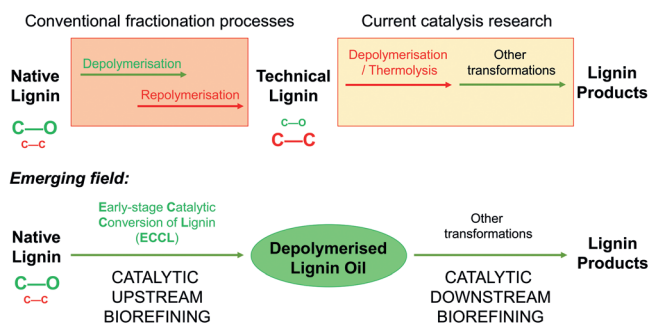 Conventional fractionation processes
Current catalysis research
Depolymerisation
Repolymerisation
Native
Lignin
C—O
C—C
Technical
Lignin
C—O
C—C
Depolymerisation
/ Thermolysis
Other
transformations
Lignin
Products
Emerging field:
Native
Lignin
C—O
C—C
Early-stage Catalytic
Conversion of Lignin
(ECCL)
CATALYTIC
UPSTREAM
BIOREFINING
Depolymerised
Lignin Oil
Other
transformations
CATALYTIC
DOWNSTREAM
BIOREFINING
Lignin
Products